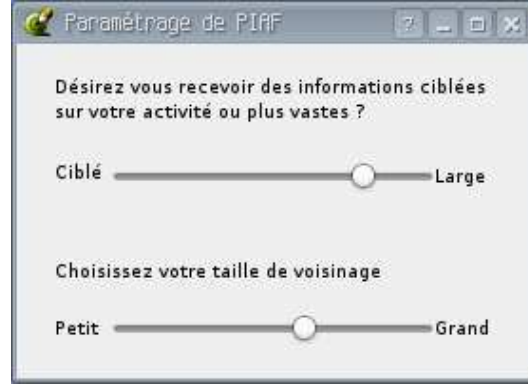 Paramétrage de PIAF
Désirez vous recevoir des informations ciblées
sur votre activité ou plus vastes ?
Ciblé Large
Choisissez votre taille de voisinage
Petit Grand